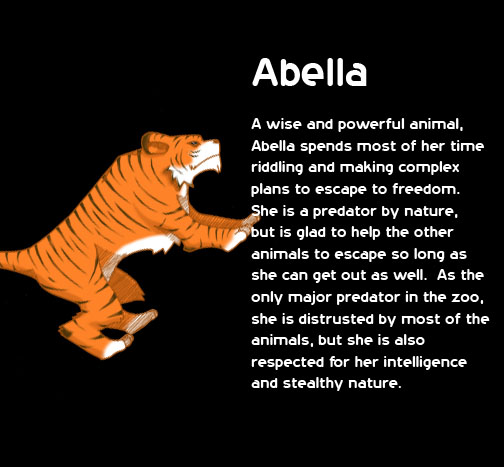 Abella
A wise and powerful animal,
Abella spends most of her time
riddling and making complex
plans to escape to freedom.
She is a predator by nature,
but is glad to help the other
animals to escape so long as
she can get out as well.  As the
only major predator in the zoo,
she is distrusted by most of the
animals, but she is also
respected for her intelligence
and stealthy nature.